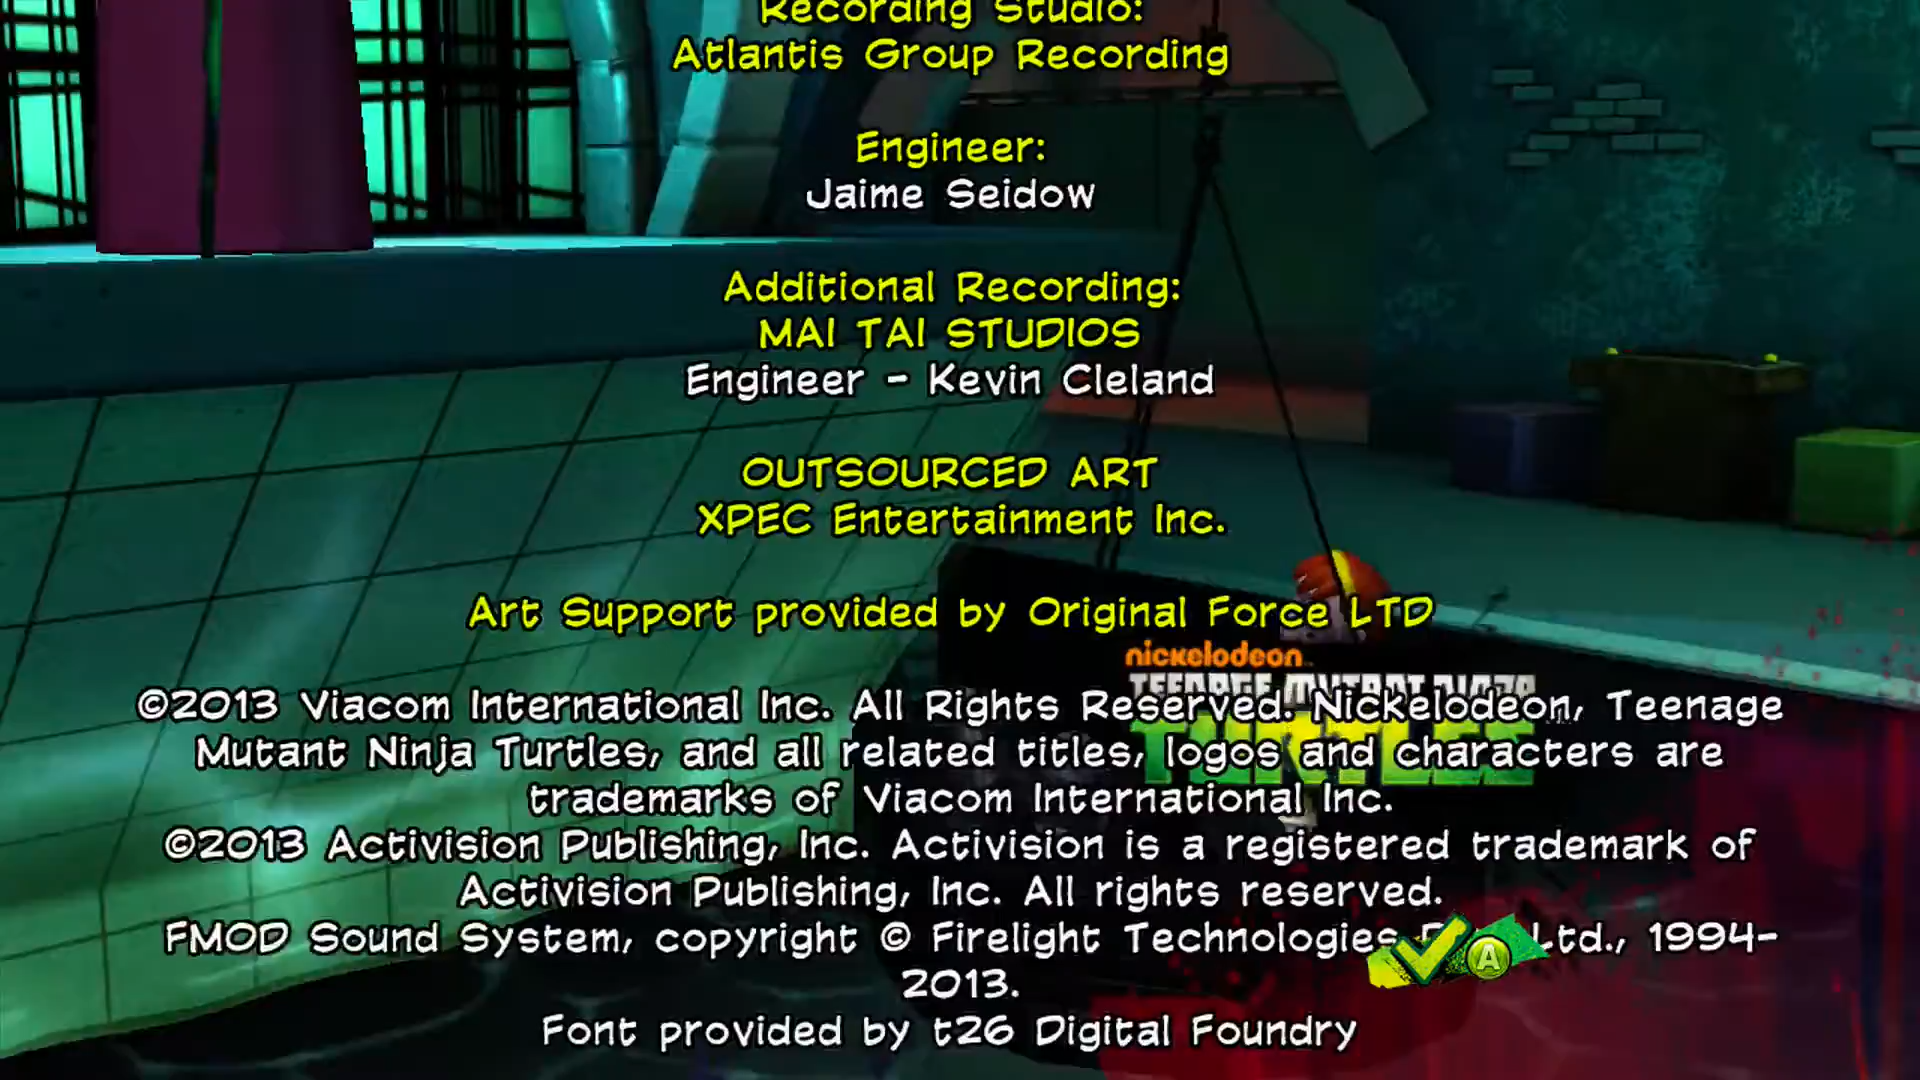 Recording Studio:
Atlantis Group Recording
Engineer:
Jaime Seidow
Additional Recording:
MAI TAI STUDIOS
Engineer - Kevin Cleland
OUTSOURCED ART
XPEC Entertainment Inc.
Art Support provided by Original Force LTD
nickelodeon
TEENAGE MUTANT NINJA
TURTLES
©2013 Viacom International Inc. All Rights Reserved. Nickelodeon, Teenage
Mutant Ninja Turtles, and all related titles, logos and characters are
trademarks of Viacom International Inc.
©2013 Activision Publishing, Inc. Activision is a registered trademark of
Activision Publishing, Inc. All rights reserved.
FMOD Sound System, copyright © Firelight Technologies Ltd., 1994-
A
2013.
Font provided by t26 Digital Foundry